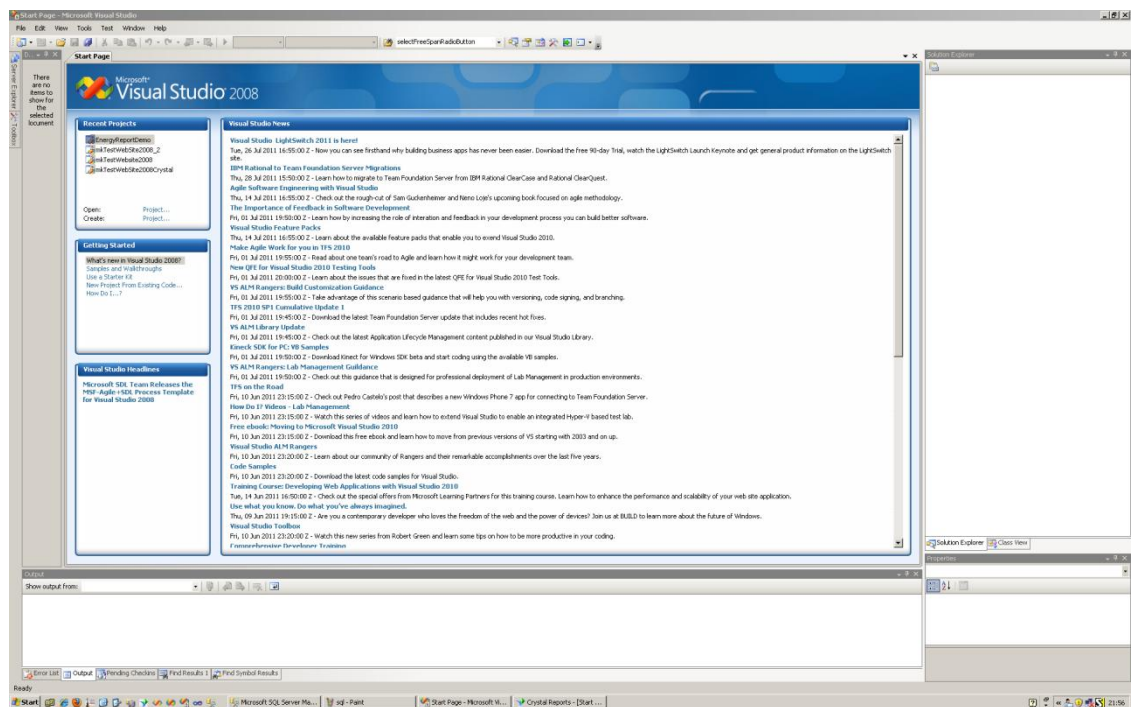 Start Page - Microsoft Visual Studio
File Edit View Tools Test Window Help
selectFreeSpanRadioButton
Server Explorer
Toolbox
D...
There
are no
items to
show for
the
selected
document
Start Page
Microsoft
Visual Studio 2008
Recent Projects
EnergyReportDemo
mkTestWebSite2008_2
mkTestWebsite2008
mkTestWebSite2008Crystal
Open: Project...
Create: Project...
Getting Started
What's new in Visual Studio 2008?
Samples and Walkthroughs
Use a Starter Kit
New Project From Existing Code...
How Do I...?
Visual Studio Headlines
Microsoft SDL Team Releases the
MSF-Agile+SDL Process Template
for Visual Studio 2008
Visual Studio News
Visual Studio LightSwitch 2011 is here!
Tue, 26 Jul 2011 16:55:00 Z - Now you can see firsthand why building business apps has never been easier. Download the free 90-day Trial, watch the LightSwitch Launch Keynote and get general product information on the LightSwitch
site.
IBM Rational to Team Foundation Server Migrations
Thu, 28 Jul 2011 15:50:00 Z - Learn how to migrate to Team Foundation Server from IBM Rational ClearCase and Rational ClearQuest.
Agile Software Engineering with Visual Studio
Thu, 14 Jul 2011 16:55:00 Z - Check out the rough-cut of Sam Guckenheimer and Neno Loje's upcoming book focused on agile methodology.
The Importance of Feedback in Software Development
Fri, 01 Jul 2011 19:50:00 Z - Learn how by increasing the role of interation and feedback in your development process you can build better software.
Visual Studio Feature Packs
Thu, 14 Jul 2011 16:55:00 Z - Learn about the available feature packs that enable you to exend Visual Studio 2010.
Make Agile Work for you in TFS 2010
Fri, 01 Jul 2011 19:55:00 Z - Read about one team's road to Agile and learn how it might work for your development team.
New QFE for Visual Studio 2010 Testing Tools
Fri, 01 Jul 2011 20:00:00 Z - Learn about the issues that are fixed in the latest QFE for Visual Studio 2010 Test Tools.
VS ALM Rangers: Build Customization Guidance
Fri, 01 Jul 2011 19:55:00 Z - Take advantage of this scenario based guidance that will help you with versioning, code signing, and branching.
TFS 2010 SP1 Cumulative Update 1
Fri, 01 Jul 2011 19:45:00 Z - Download the latest Team Foundation Server update that includes recent hot fixes.
VS ALM Library Update
Fri, 01 Jul 2011 19:45:00 Z - Check out the latest Application Lifecycle Management content published in our Visual Studio Library.
Kineck SDK for PC: VB Samples
Fri, 01 Jul 2011 19:50:00 Z - Download Kinect for Windows SDK beta and start coding using the available VB samples.
VS ALM Rangers: Lab Management Guildance
Fri, 01 Jul 2011 19:50:00 Z - Check out this guidance that is designed for professional deployment of Lab Management in production environments.
TFS on the Road
Fri, 10 Jun 2011 23:15:00 Z - Check out Pedro Castelo's post that describes a new Windows Phone 7 app for connecting to Team Foundation Server.
How Do I? Videos - Lab Management
Fri, 10 Jun 2011 23:15:00 Z - Watch this series of videos and learn how to extend Visual Studio to enable an integrated Hyper-V based test lab.
Free ebook: Moving to Microsoft Visual Studio 2010
Fri, 10 Jun 2011 23:15:00 Z - Download this free ebook and learn how to move from previous versions of VS starting with 2003 and on up.
Visual Studio ALM Rangers
Fri, 10 Jun 2011 23:20:00 Z - Learn about our community of Rangers and their remarkable accomplishments over the last five years.
Code Samples
Fri, 10 Jun 2011 23:20:00 Z - Download the latest code samples for Visual Studio.
Training Course: Developing Web Applications with Visual Studio 2010
Tue, 14 Jun 2011 16:50:00 Z - Check out the special offers from Microsoft Learning Partners for this training course. Learn how to enhance the performance and scalability of your web site application.
Use what you know. Do what you've always imagined.
Thu, 09 Jun 2011 19:15:00 Z - Are you a contemporary developer who loves the freedom of the web and the power of devices? Join us at BUILD to learn more about the future of Windows.
Visual Studio Toolbox
Fri, 10 Jun 2011 23:20:00 Z - Watch this new series from Robert Green and learn some tips on how to be more productive in your coding.
Comprehensive Developer Training
Solution Explorer
Solution Explorer Class View
Properties
Output
Show output from:
Error List Output Pending Checkins Find Results 1 Find Symbol Results
Ready
Start Microsoft SQL Server Ma... sql - Paint Start Page - Microsoft Vi... Crystal Reports - [Start ... 21:56